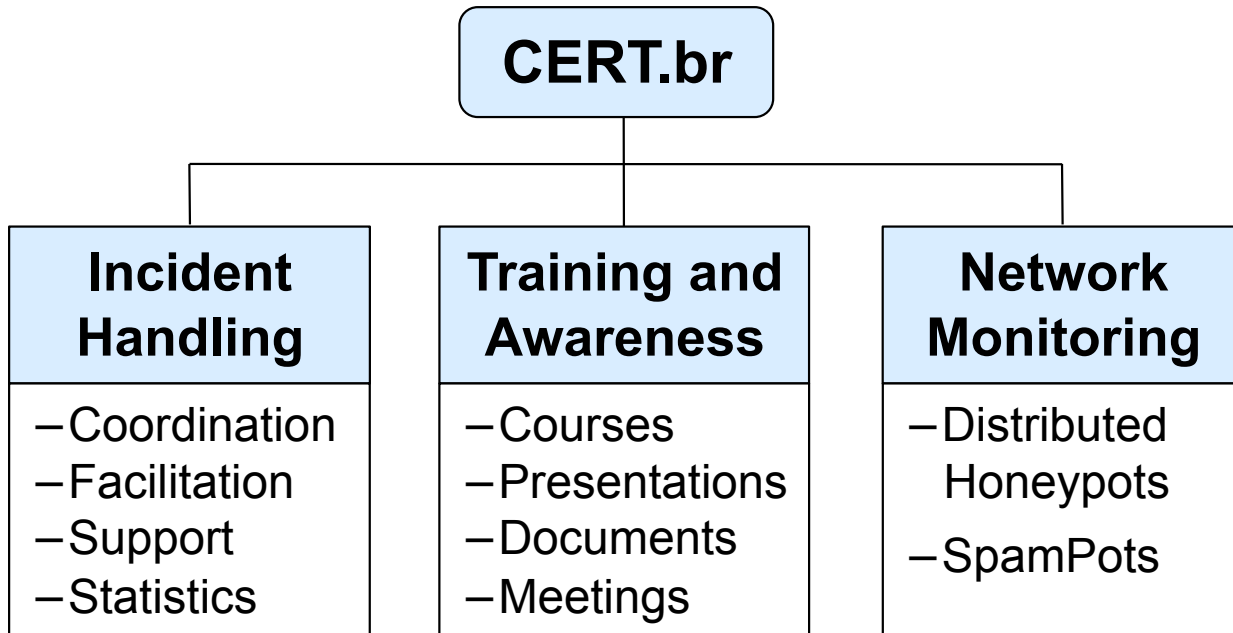 CERT.br
Incident
Handling
–Coordination
–Facilitation
–Support
–Statistics
Training and
Awareness
–Courses
–Presentations
–Documents
–Meetings
Network
Monitoring
–Distributed
Honeypots
–SpamPots